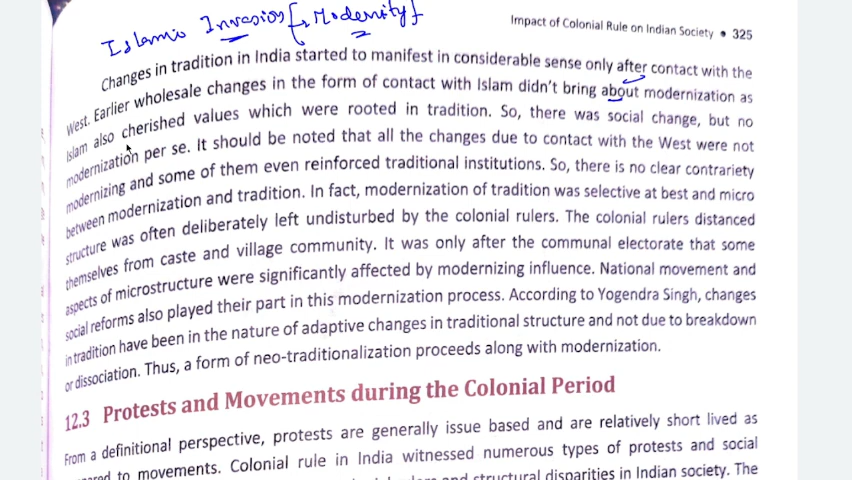 Islamic Invasion [→ Modernity]
Impact of Colonial Rule on Indian Society • 325
Changes in tradition in India started to manifest in considerable sense only after contact with the
West. Earlier wholesale changes in the form of contact with Islam didn't bring about modernization as
Islam also cherished values which were rooted in tradition. So, there was social change, but no
modernization per se. It should be noted that all the changes due to contact with the West were not
modernizing and some of them even reinforced traditional institutions. So, there is no clear contrariety
between modernization and tradition. In fact, modernization of tradition was selective at best and micro
structure was often deliberately left undisturbed by the colonial rulers. The colonial rulers distanced
themselves from caste and village community. It was only after the communal electorate that some
aspects of microstructure were significantly affected by modernizing influence. National movement and
social reforms also played their part in this modernization process. According to Yogendra Singh, changes
in tradition have been in the nature of adaptive changes in traditional structure and not due to breakdown
or dissociation. Thus, a form of neo-traditionalization proceeds along with modernization.
12.3 Protests and Movements during the Colonial Period
From a definitional perspective, protests are generally issue based and are relatively short lived as
to movements. Colonial rule in India witnessed numerous types of protests and social
and structural disparities in Indian society. The